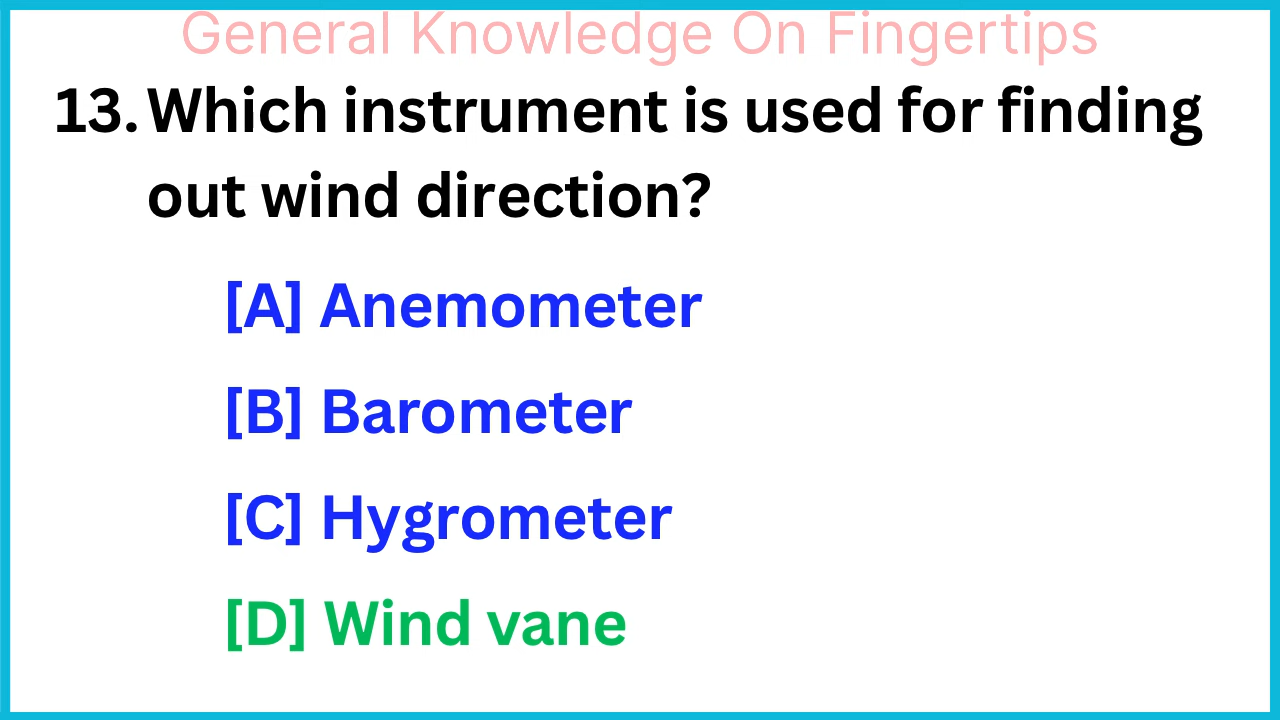 General Knowledge On Fingertips
13. Which instrument is used for finding
out wind direction?
[A] Anemometer
[B] Barometer
[C] Hygrometer
[D] Wind vane